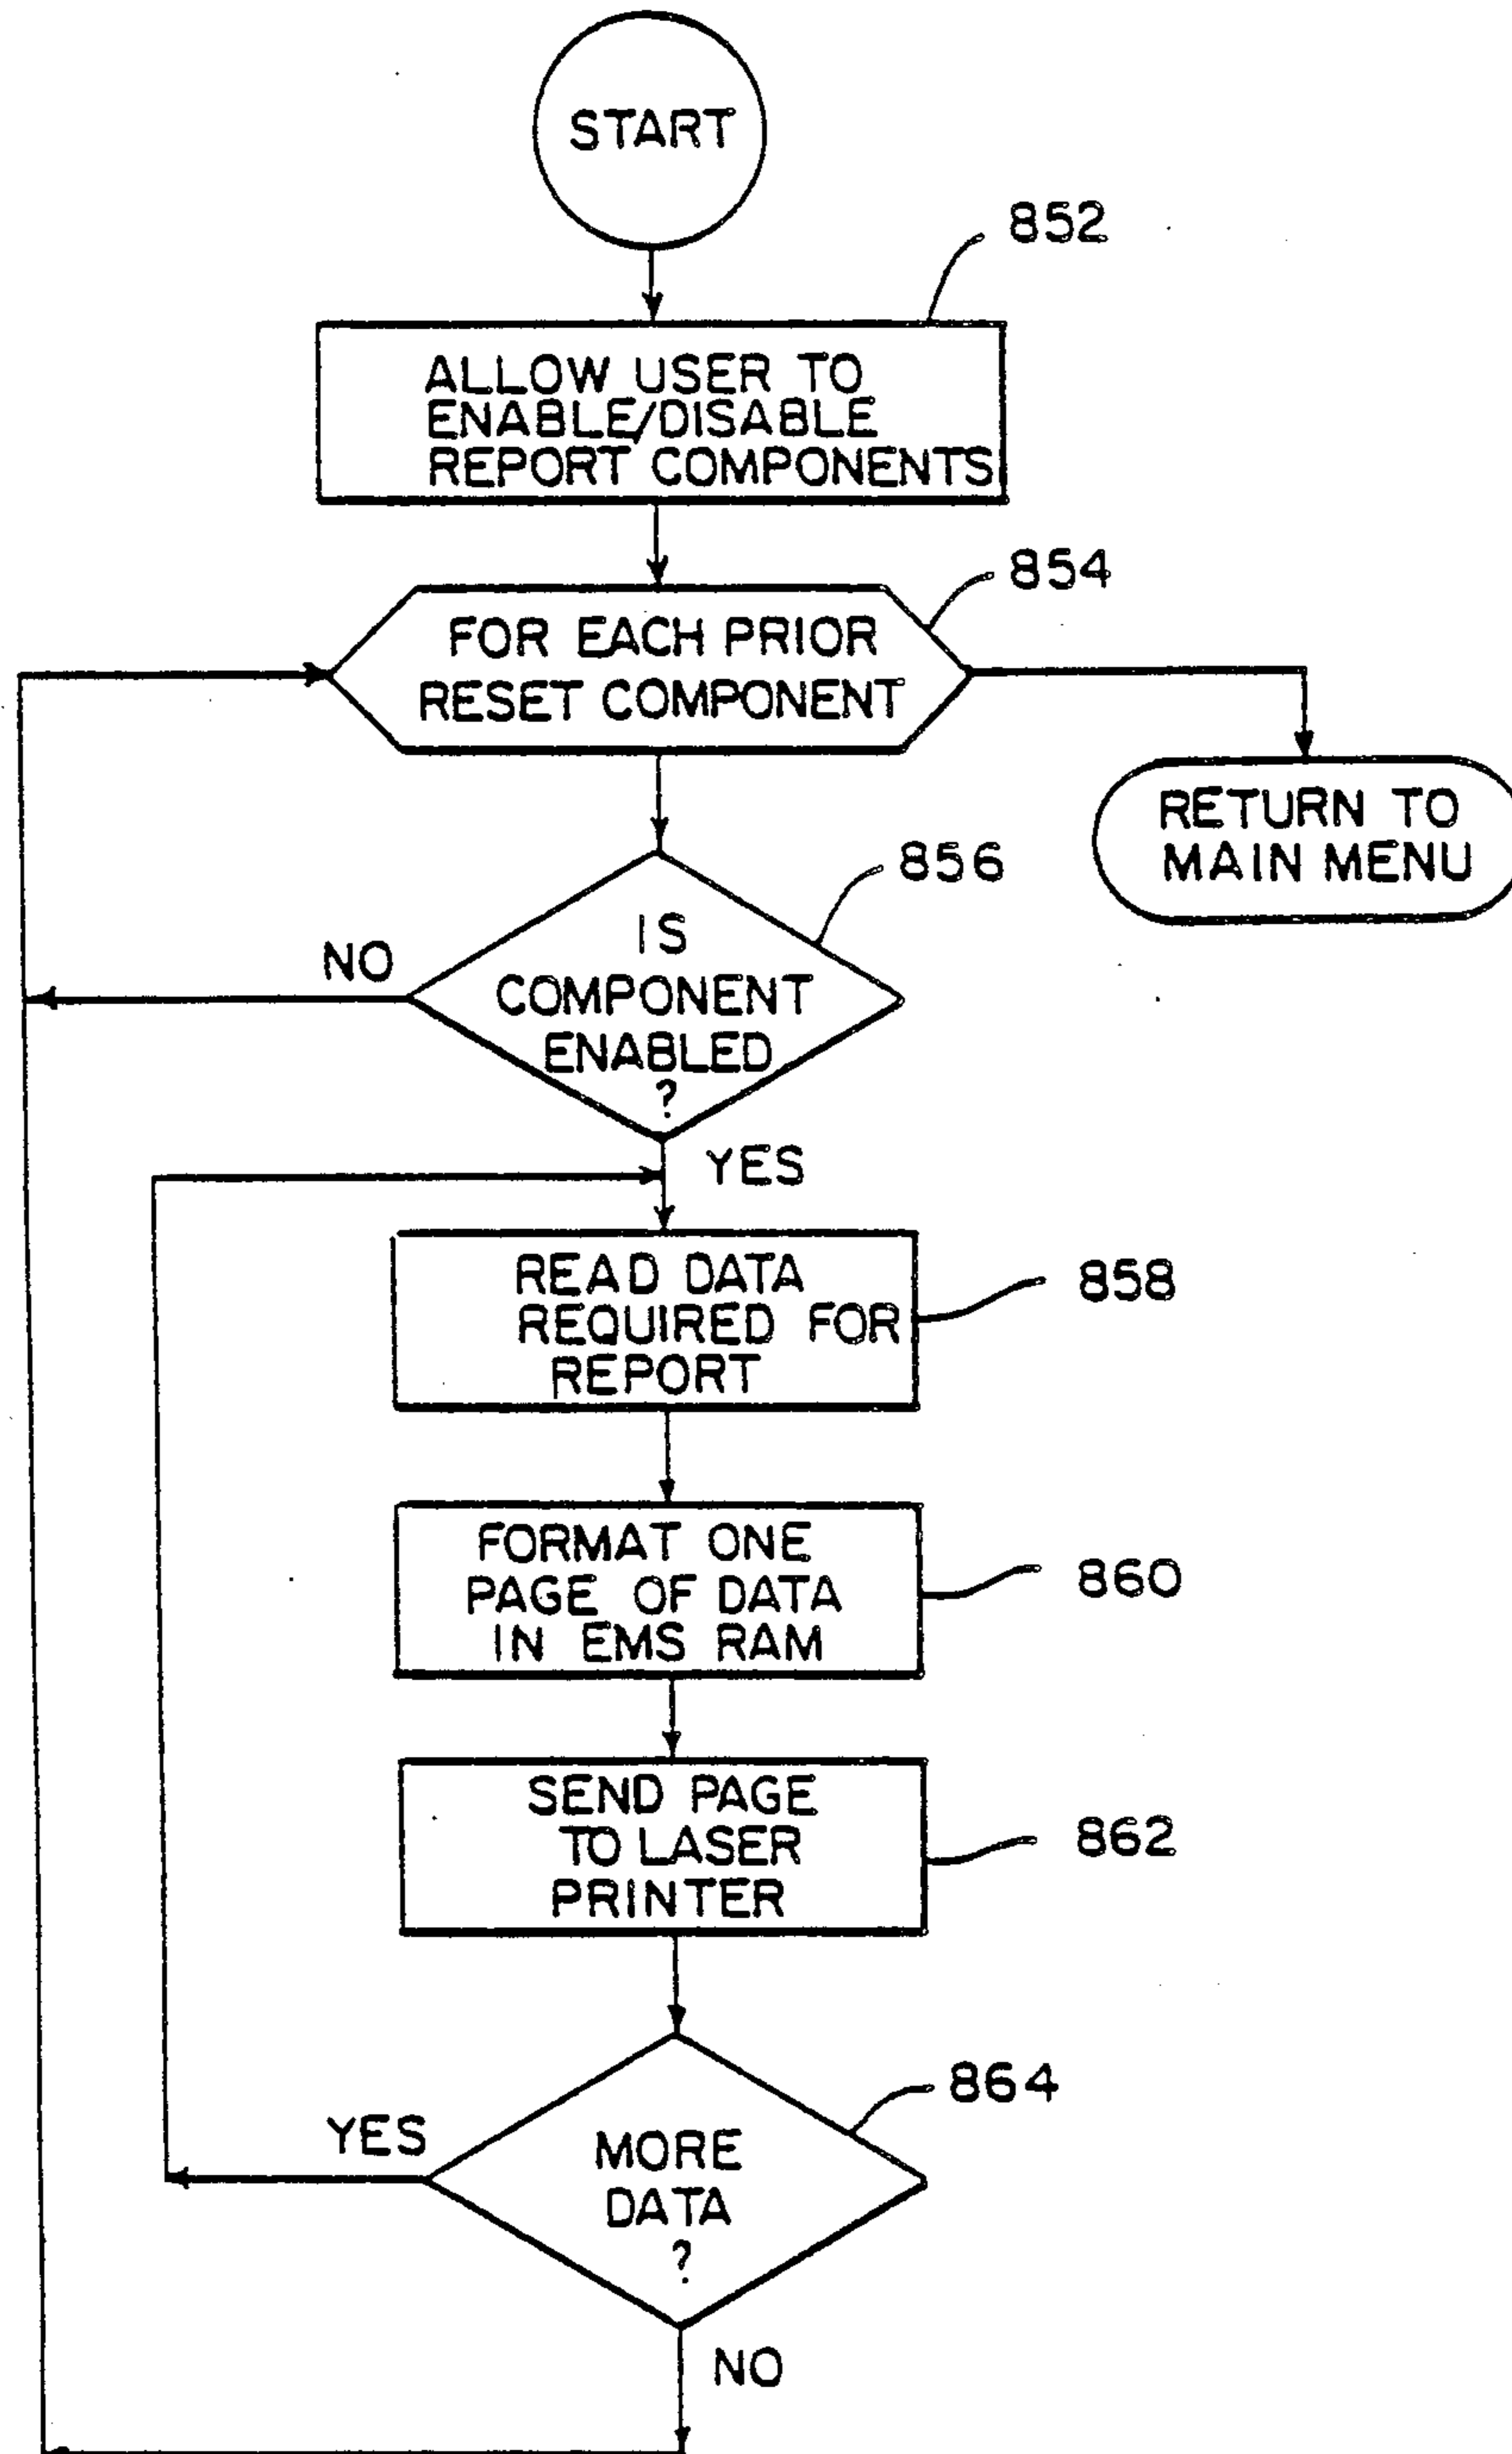 START
852
ALLOW USER TO
ENABLE/DISABLE
REPORT COMPONENTS
854
FOR EACH PRIOR
RESET COMPONENT
RETURN TO
MAIN MENU
856
IS
COMPONENT
ENABLED
?
NO
YES
READ DATA
REQUIRED FOR
REPORT
858
FORMAT ONE
PAGE OF DATA
IN EMS RAM
860
SEND PAGE
TO LASER
PRINTER
862
864
YES
MORE
DATA
?
NO